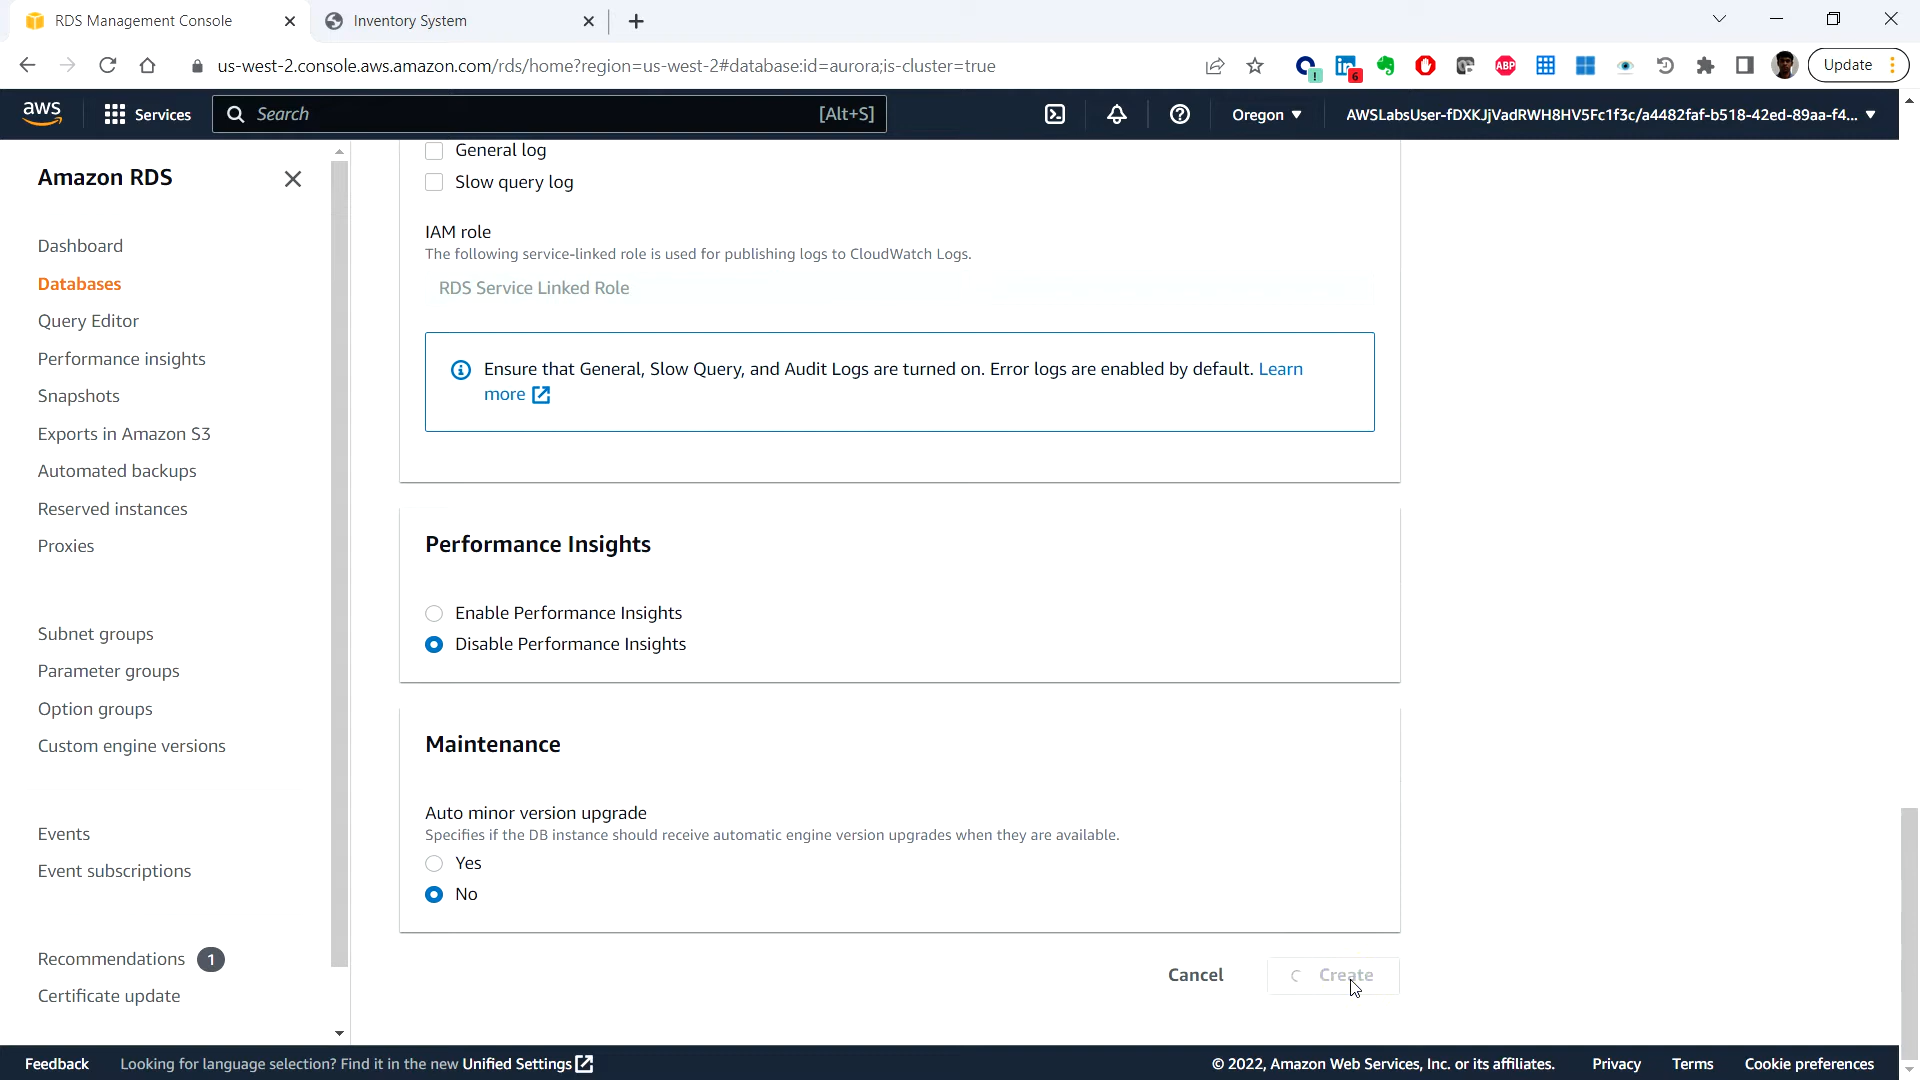 RDS Management Console
Inventory System
us-west-2.console.aws.amazon.com/rds/home?region=us-west-2#database:id=aurora;is-cluster=true
6
ABP
Update
aws
Services
Search
[Alt+S]
Oregon
AWSLabsUser-fDXKJjVadRWH8HV5Fc1f3c/a4482faf-b518-42ed-89aa-f4...
Amazon RDS
Dashboard
Databases
Query Editor
Performance insights
Snapshots
Exports in Amazon S3
Automated backups
Reserved instances
Proxies
Subnet groups
Parameter groups
Option groups
Custom engine versions
Events
Event subscriptions
Recommendations 1
Certificate update
General log
Slow query log
IAM role
The following service-linked role is used for publishing logs to CloudWatch Logs.
RDS Service Linked Role
Ensure that General, Slow Query, and Audit Logs are turned on. Error logs are enabled by default. Learn
more
Performance Insights
Enable Performance Insights
Disable Performance Insights
Maintenance
Auto minor version upgrade
Specifies if the DB instance should receive automatic engine version upgrades when they are available.
Yes
No
Cancel
Create
Feedback
Looking for language selection? Find it in the new Unified Settings
© 2022, Amazon Web Services, Inc. or its affiliates.
Privacy
Terms
Cookie preferences